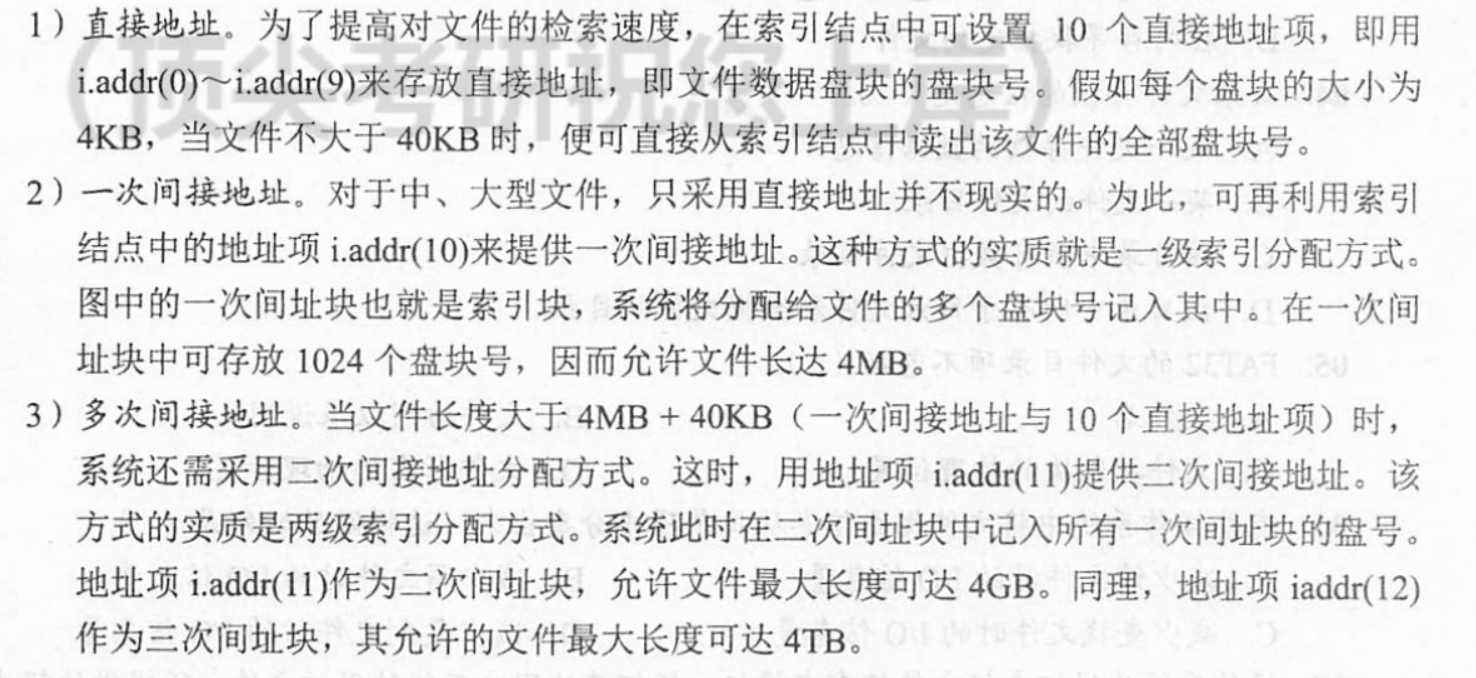 1）直接地址。为了提高对文件的检索速度，在索引结点中可设置 10 个直接地址项，即用
i.addr(0)～i.addr(9)来存放直接地址，即文件数据盘块的盘块号。假如每个盘块的大小为
4KB，当文件不大于 40KB 时，便可直接从索引结点中读出该文件的全部盘块号。
2）一次间接地址。对于中、大型文件，只采用直接地址并不现实的。为此，可再利用索引
结点中的地址项 i.addr(10)来提供一次间接地址。这种方式的实质就是一级索引分配方式。
图中的一次间址块也就是索引块，系统将分配给文件的多个盘块号记入其中。在一次间
址块中可存放 1024 个盘块号，因而允许文件长达 4MB。
3）多次间接地址。当文件长度大于 4MB + 40KB（一次间接地址与 10 个直接地址项）时，
系统还需采用二次间接地址分配方式。这时，用地址项 i.addr(11)提供二次间接地址。该
方式的实质是两级索引分配方式。系统此时在二次间址块中记入所有一次间址块的盘号。
地址项 i.addr(11)作为二次间址块，允许文件最大长度可达 4GB。同理，地址项 iaddr(12)
作为三次间址块，其允许的文件最大长度可达 4TB。
(顶尖考研祝您上岸)